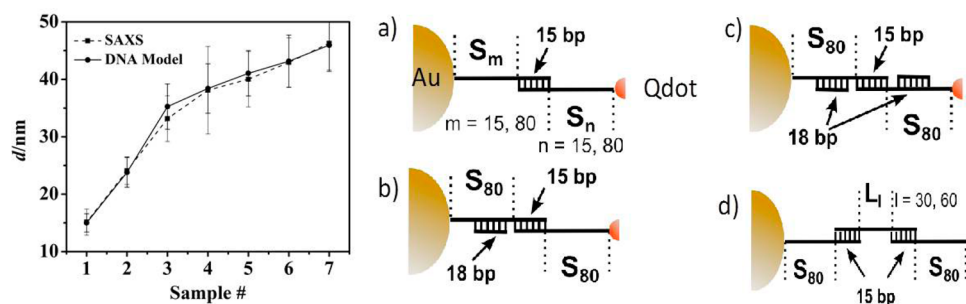 50
40
30
20
10
d/nm
SAXS
DNA Model
1 2 3 4 5 6 7
Sample #
a)
15 bp
Sm
Au
Qdot
m = 15, 80
Sn
n = 15, 80
b)
S80
15 bp
18 bp
S80
c)
S80
15 bp
18 bp
S80
d)
Ll
l = 30, 60
S80
S80
15 bp